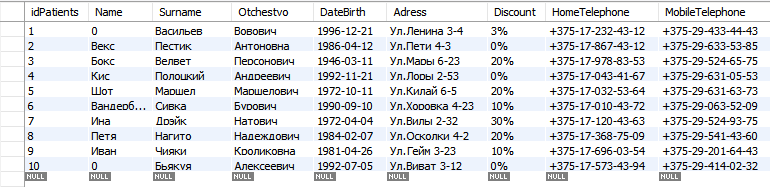 idPatients Name Surname Otchestvo DateBirth Adress Discount HomeTelephone MobileTelephone
1 0 Васильев Вовович 1996-12-21 Ул.Ленина 3-4 3% +375-17-232-43-12 +375-29-433-44-43
2 Векс Пестик Антоновна 1986-04-12 Ул.Пети 4-3 0% +375-17-867-43-12 +375-29-633-53-85
3 Бокс Велвет Персонович 1946-03-11 Ул.Мары 6-23 20% +375-17-978-83-53 +375-29-524-65-75
4 Кис Полоцкий Андреевич 1992-11-21 Ул.Лоры 2-53 0% +375-17-043-41-67 +375-29-631-05-53
5 Шот Маршел Маршелович 1972-10-11 Ул.Килай 6-5 20% +375-17-032-53-64 +375-29-631-63-73
6 Вандерб... Сивка Бурович 1990-09-10 Ул.Хоровка 4-23 10% +375-17-010-43-72 +375-29-063-52-09
7 Ина Дрэйк Натович 1972-04-04 Ул.Вилы 2-32 30% +375-17-120-43-63 +375-29-524-93-75
8 Петя Нагито Надеждович 1984-02-07 Ул.Осколки 4-2 20% +375-17-368-75-09 +375-29-541-43-60
9 Иван Чияки Кроликовна 1981-04-26 Ул.Гейм 3-23 10% +375-17-696-03-54 +375-29-201-64-43
10 0 Бьякуя Алексеевич 1992-07-05 Ул.Виват 3-12 0% +375-17-573-43-94 +375-29-414-02-32
NULL NULL NULL NULL NULL NULL NULL NULL NULL